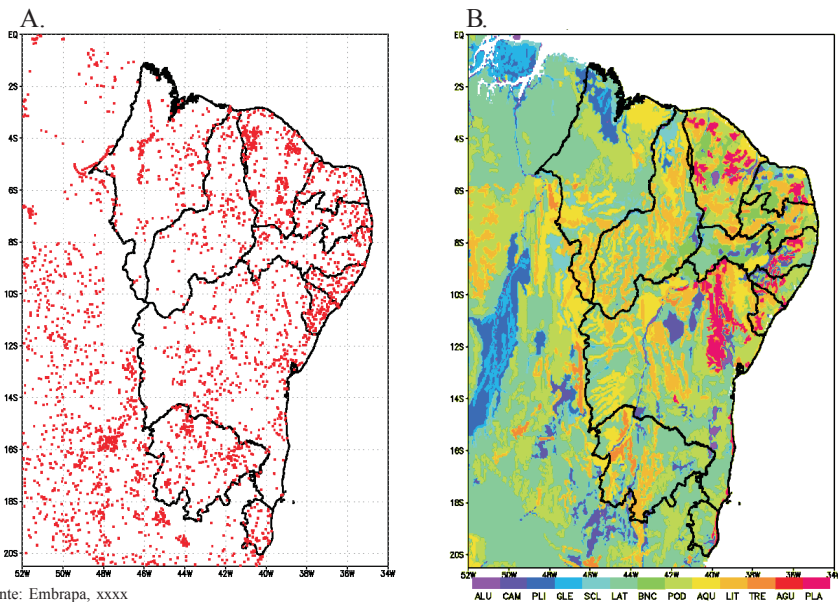 A.
B.
EQ
2S
4S
6S
8S
10S
12S
14S
16S
18S
20S
52W 50W 48W 46W 44W 42W 40W 38W 36W 34W
EQ
2S
4S
6S
8S
10S
12S
14S
16S
18S
20S
52W 50W 48W 46W 44W 42W 40W 38W 36W 34W
ALU CAM PLI GLE SCL LAT BNC POD AQU LIT TRE AGU PLA
nte: Embrapa, xxxx